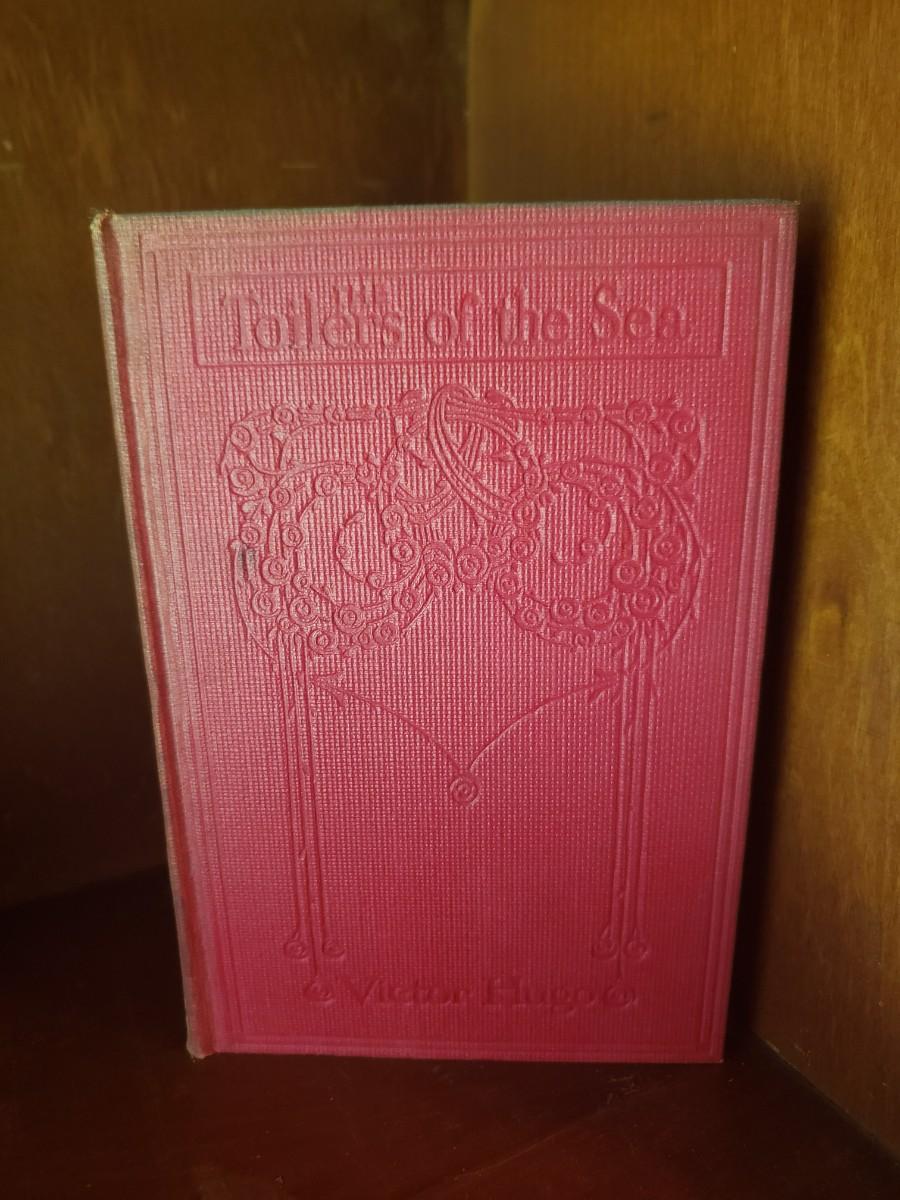 THE
Toilers of the Sea
Victor Hugo